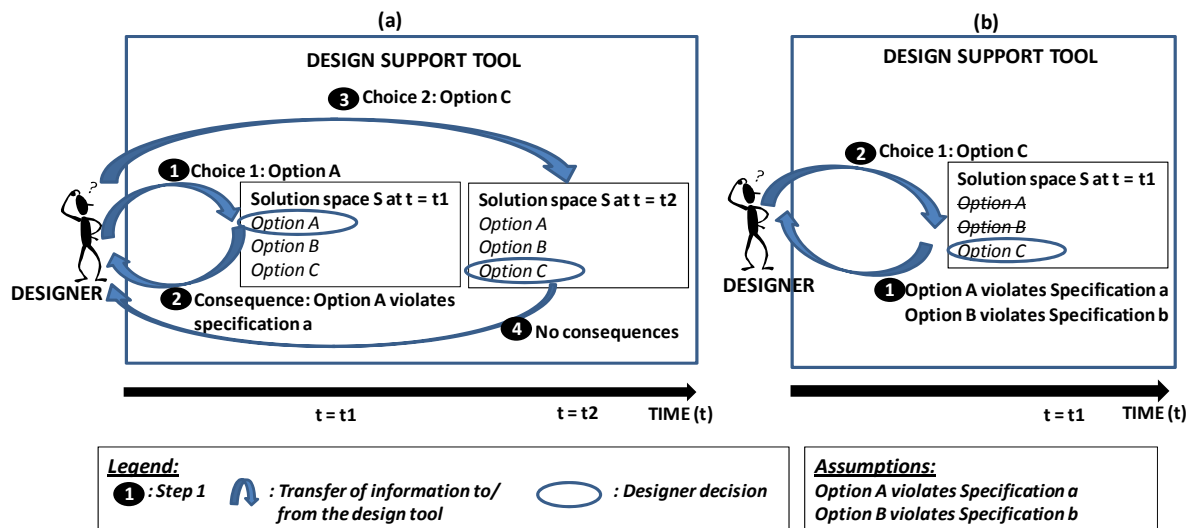 (a)
DESIGN SUPPORT TOOL
3 Choice 2: Option C
1 Choice 1: Option A
?
Solution space S at t = t1
Option A
Option B
Option C
Solution space S at t = t2
Option A
Option B
Option C
DESIGNER
2 Consequence: Option A violates
specification a
4 No consequences
t = t1
t = t2
TIME (t)
(b)
DESIGN SUPPORT TOOL
2 Choice 1: Option C
?
Solution space S at t = t1
Option A
Option B
Option C
DESIGNER
1 Option A violates Specification a
Option B violates Specification b
t = t1
TIME (t)
Legend:
1 : Step 1
: Transfer of information to/
from the design tool
: Designer decision
Assumptions:
Option A violates Specification a
Option B violates Specification b